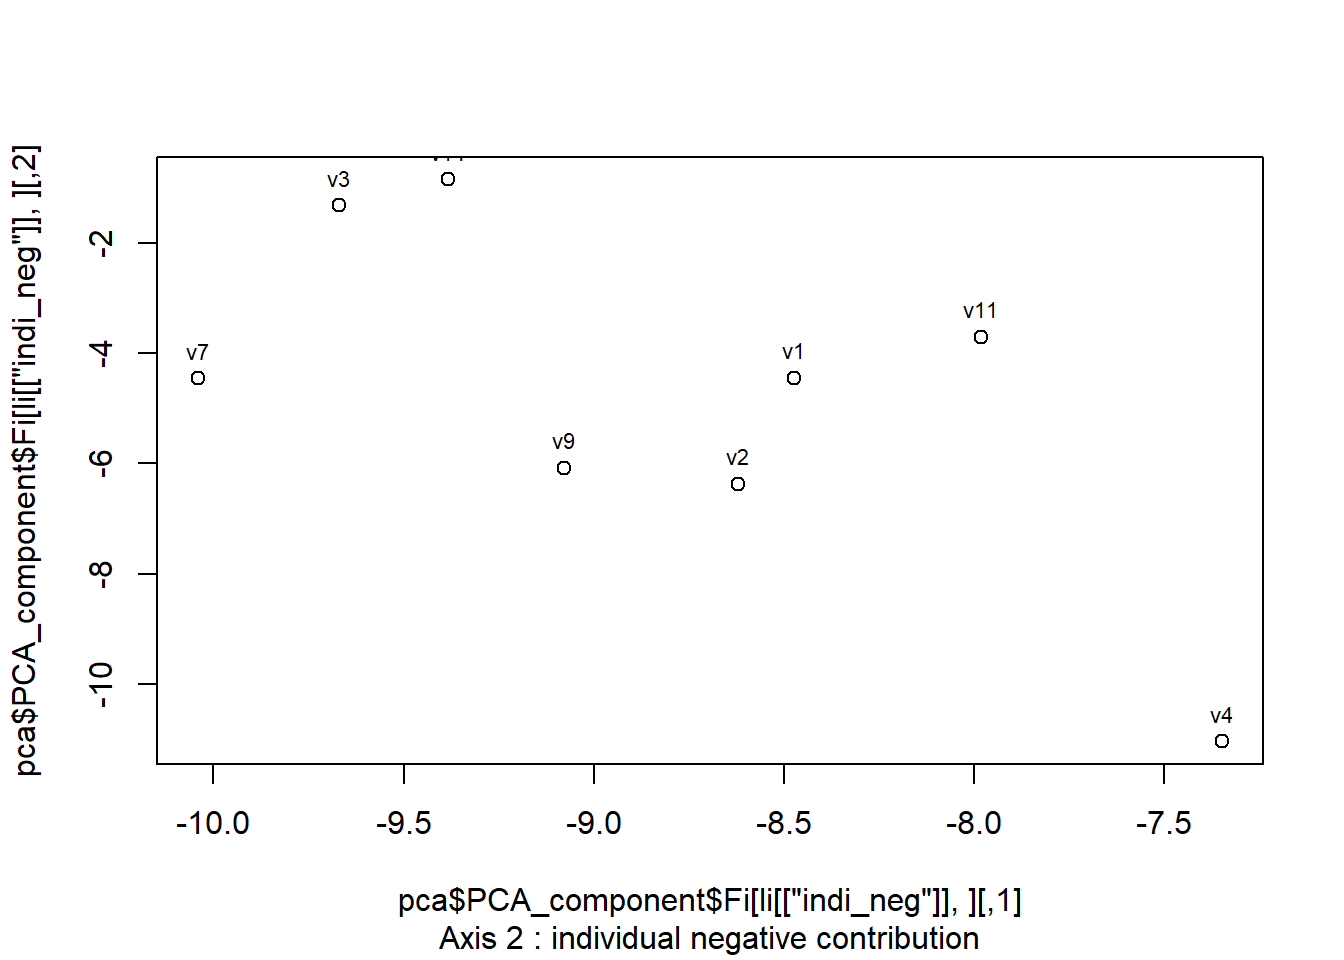 pca$PCA_component$Fi[li[["indi_neg"]], ][,2]
v3
v7
v9
v2
v1
v11
v4
-2
-4
-6
-8
-10
-10.0 -9.5 -9.0 -8.5 -8.0 -7.5
pca$PCA_component$Fi[li[["indi_neg"]], ][,1]
Axis 2 : individual negative contribution